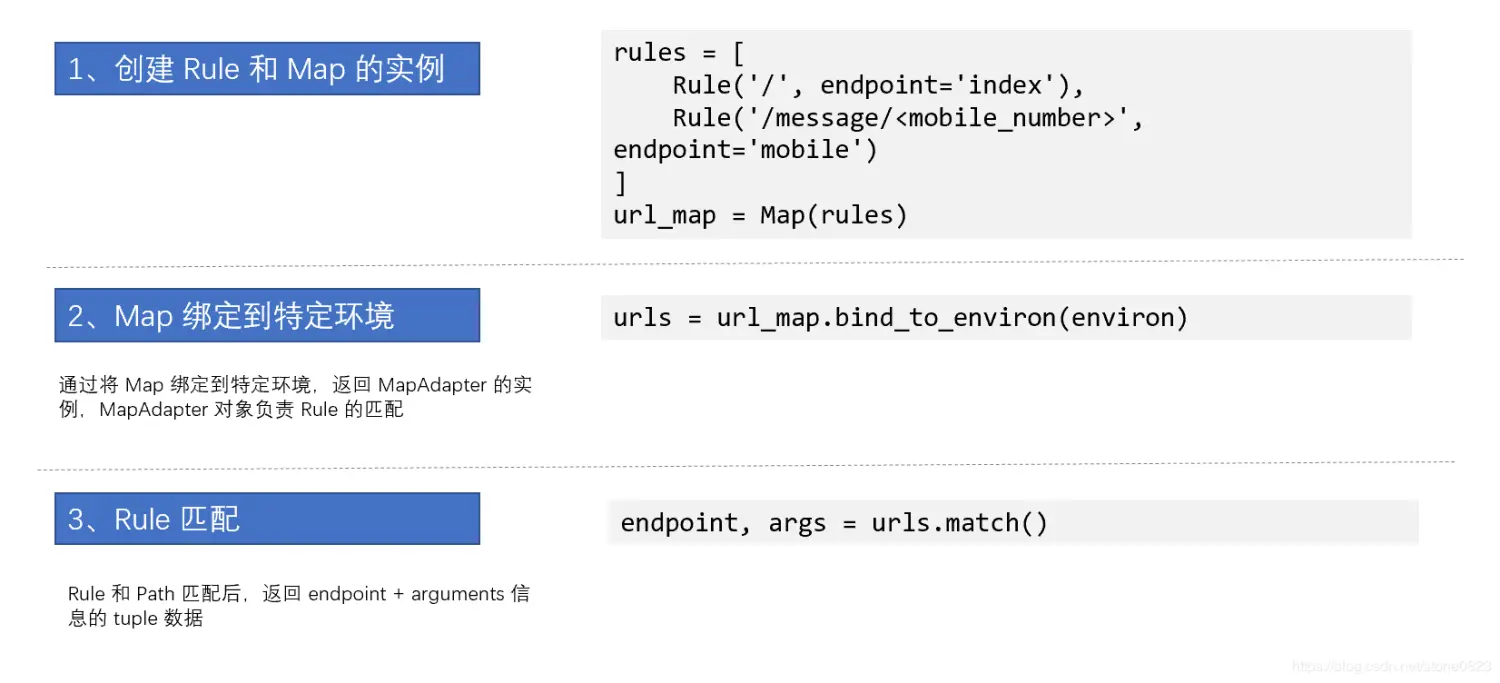 1、创建 Rule 和 Map 的实例
rules = [
    Rule('/', endpoint='index'),
    Rule('/message/<mobile_number>',
endpoint='mobile')
]
url_map = Map(rules)
2、Map 绑定到特定环境
urls = url_map.bind_to_environ(environ)
通过将 Map 绑定到特定环境，返回 MapAdapter 的实
例，MapAdapter 对象负责 Rule 的匹配
3、Rule 匹配
endpoint, args = urls.match()
Rule 和 Path 匹配后，返回 endpoint + arguments 信
息的 tuple 数据
https://blog.csdn.net/stone0823